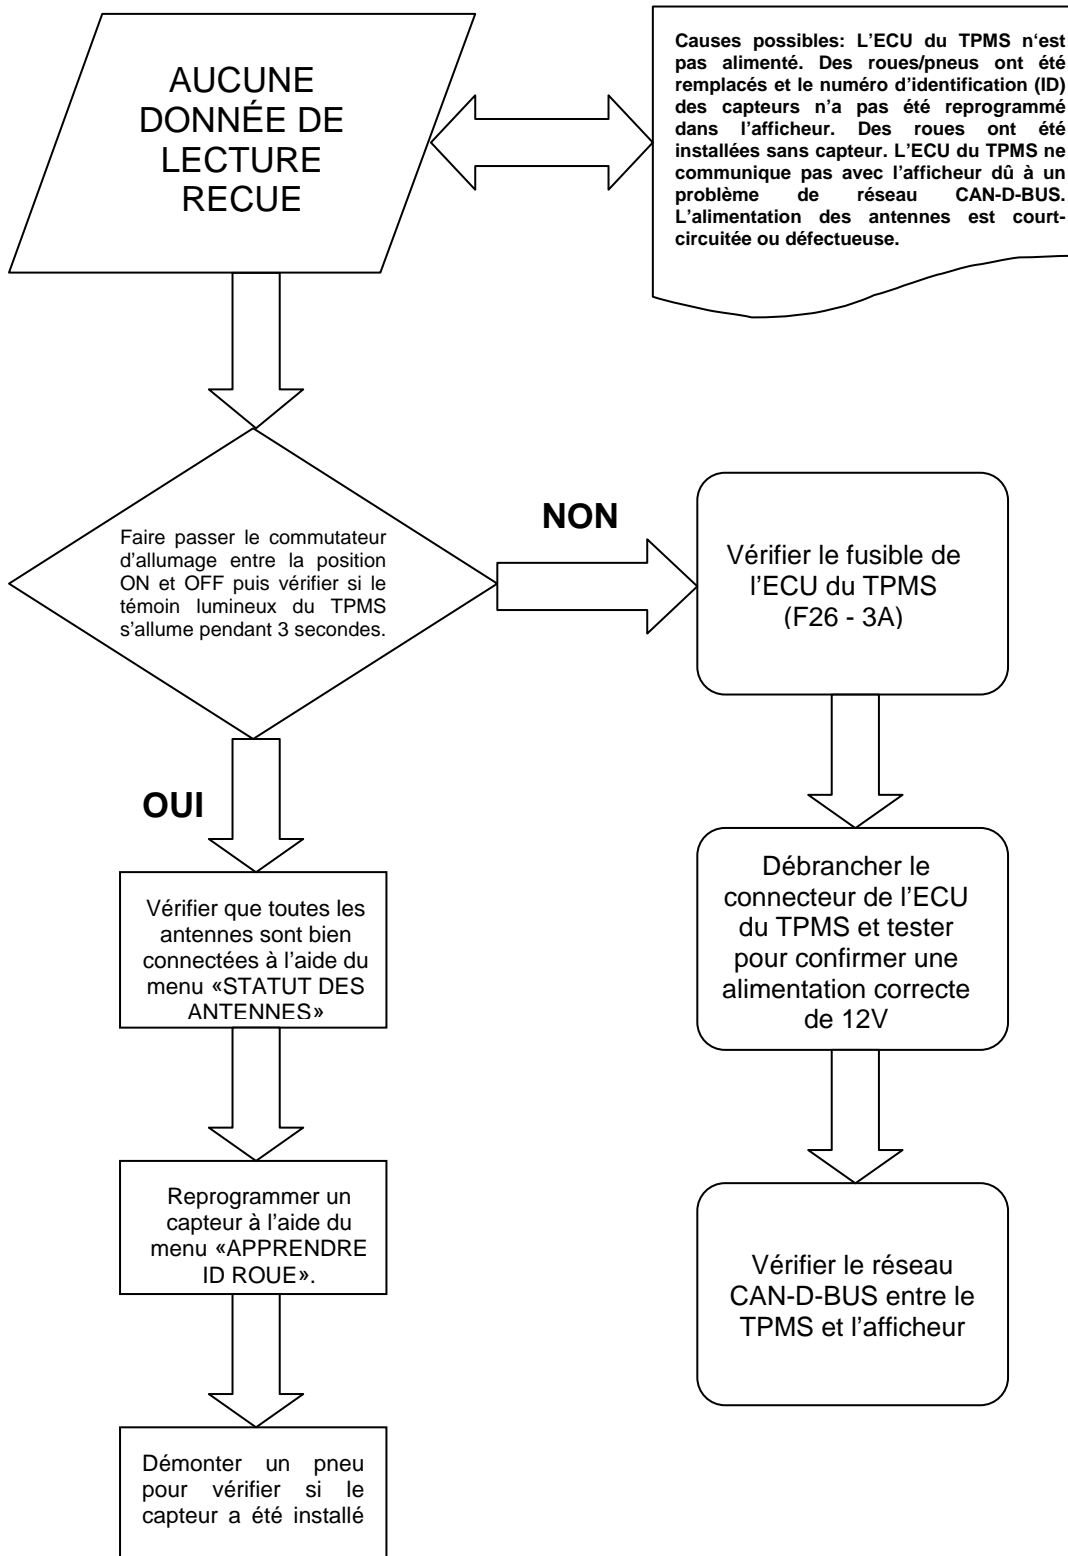 AUCUNE
DONNÉE DE
LECTURE
RECUE
Causes possibles: L'ECU du TPMS n'est
pas alimenté. Des roues/pneus ont été
remplacés et le numéro d'identification (ID)
des capteurs n'a pas été reprogrammé
dans l'afficheur. Des roues ont été
installées sans capteur. L'ECU du TPMS ne
communique pas avec l'afficheur dû à un
problème de réseau CAN-D-BUS.
L'alimentation des antennes est court-
circuitée ou défectueuse.
Faire passer le commutateur
d'allumage entre la position
ON et OFF puis vérifier si le
témoin lumineux du TPMS
s'allume pendant 3 secondes.
NON
Vérifier le fusible de
l'ECU du TPMS
(F26 - 3A)
OUI
Vérifier que toutes les
antennes sont bien
connectées à l'aide du
menu «STATUT DES
ANTENNES»
Débrancher le
connecteur de l'ECU
du TPMS et tester
pour confirmer une
alimentation correcte
de 12V
Reprogrammer un
capteur à l'aide du
menu «APPRENDRE
ID ROUE».
Vérifier le réseau
CAN-D-BUS entre le
TPMS et l'afficheur
Démonter un pneu
pour vérifier si le
capteur a été installé